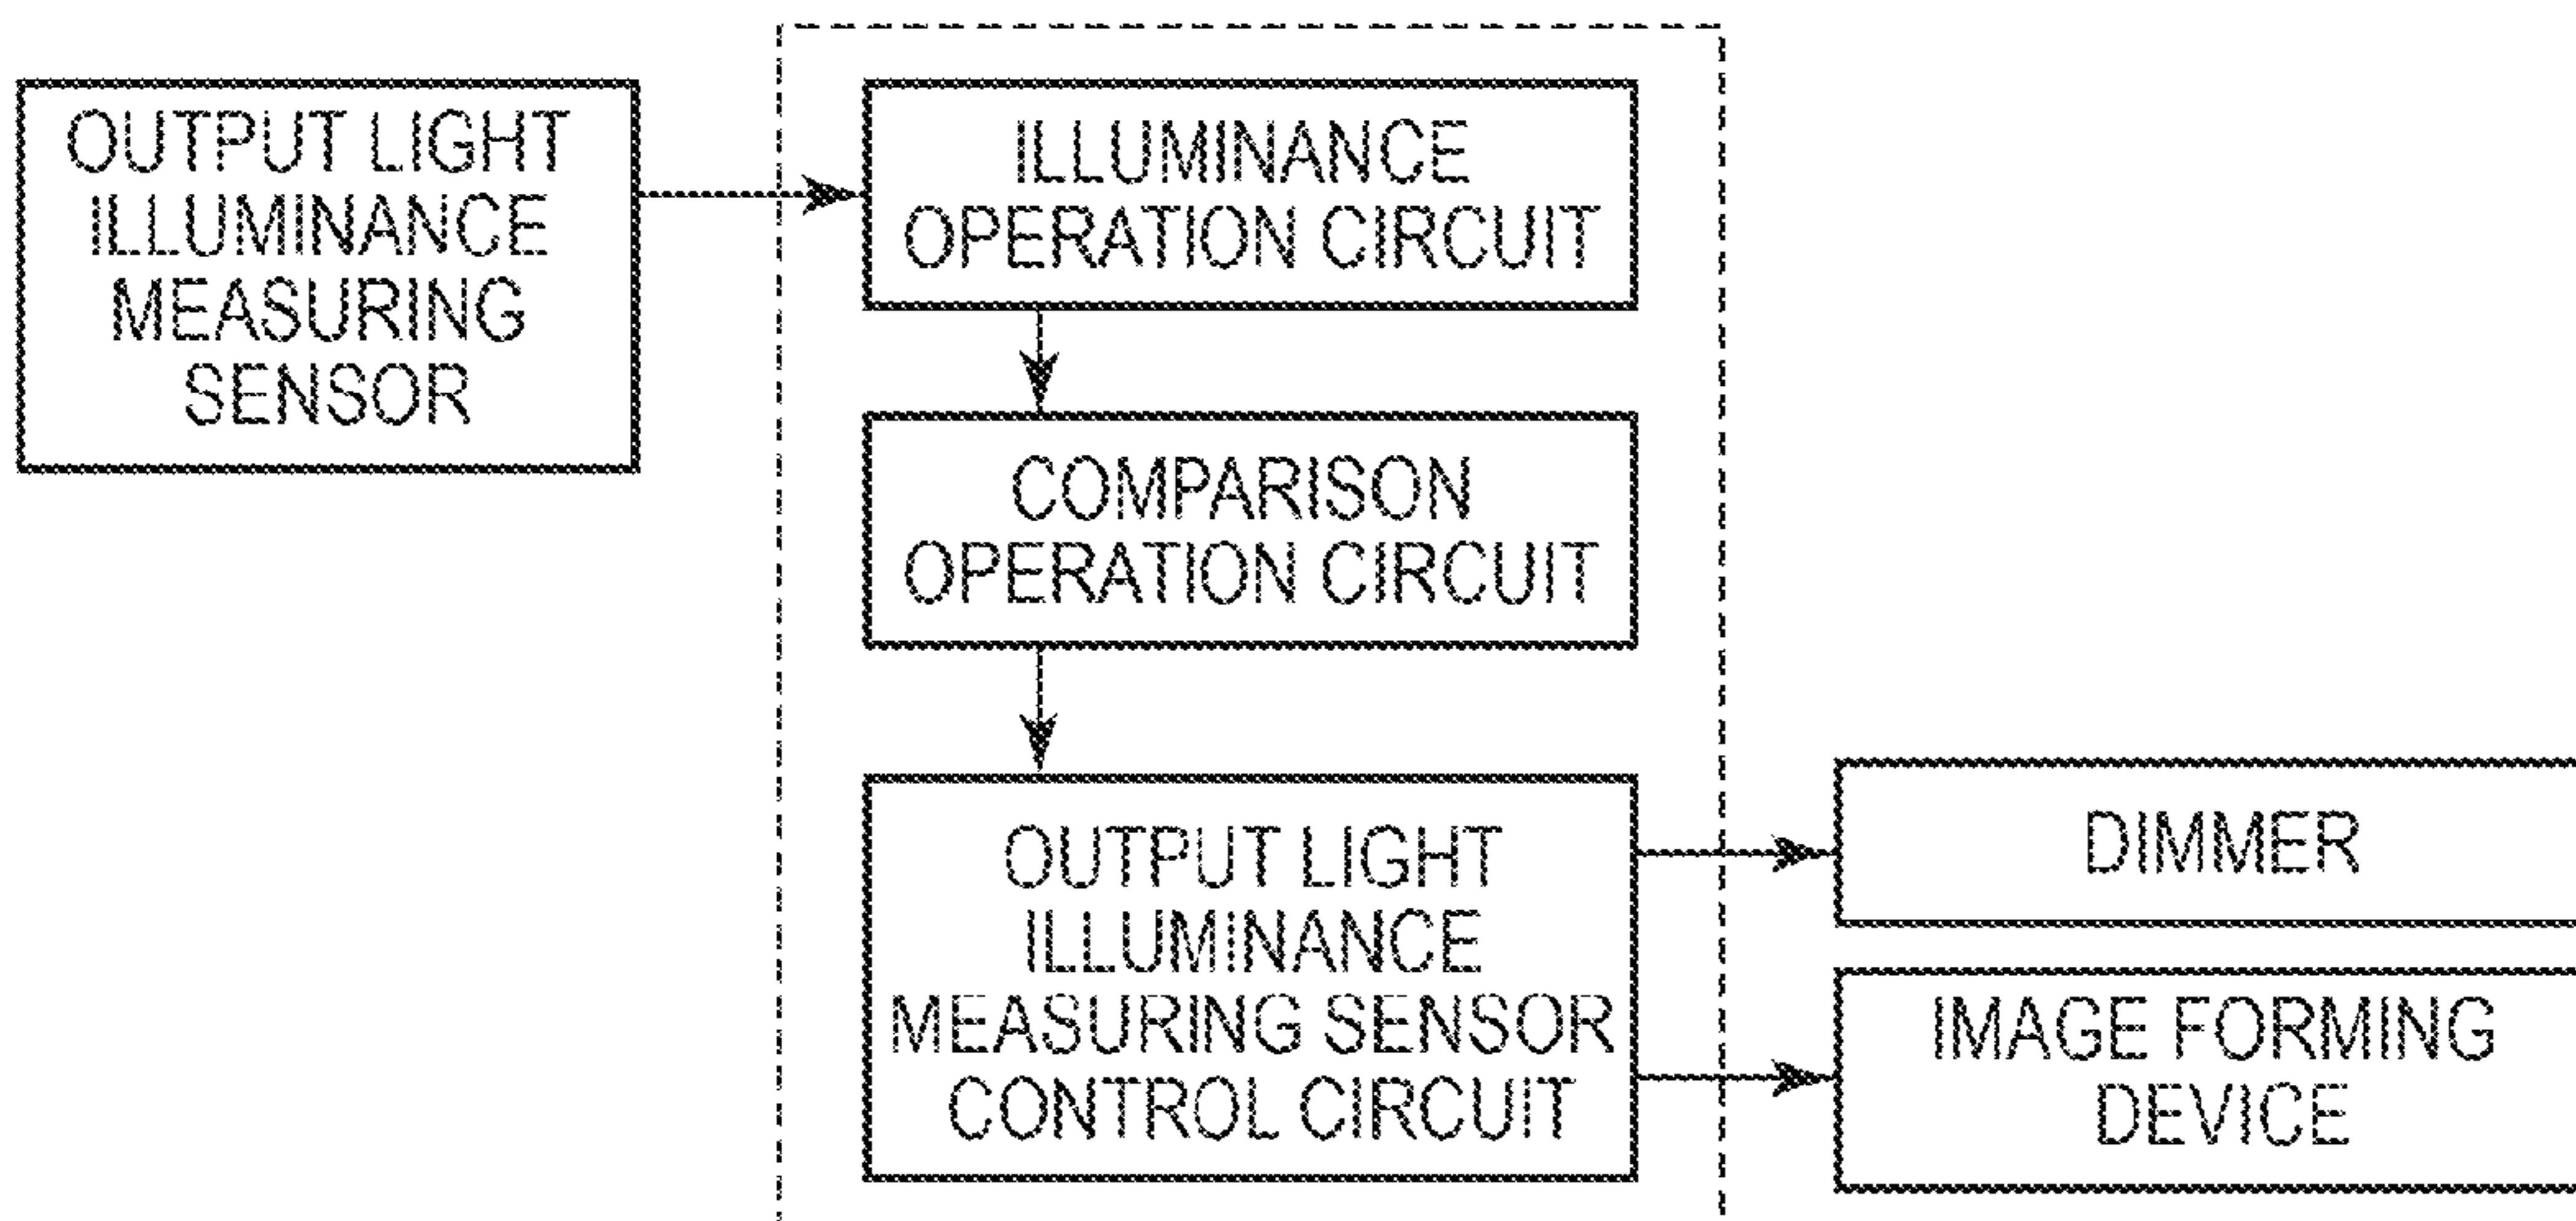 OUTPUT LIGHT
ILLUMINANCE
MEASURING
SENSOR
ILLUMINANCE
OPERATION CIRCUIT
COMPARISON
OPERATION CIRCUIT
OUTPUT LIGHT
ILLUMINANCE
MEASURING SENSOR
CONTROL CIRCUIT
DIMMER
IMAGE FORMING
DEVICE